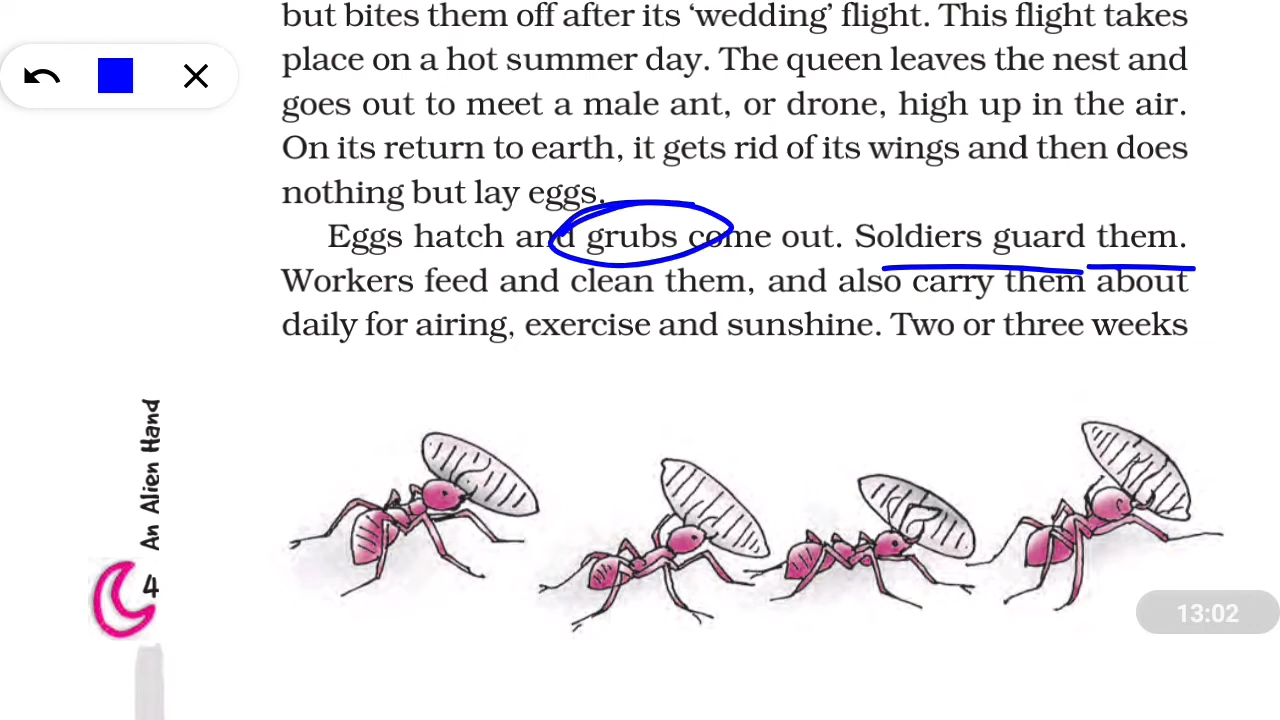 but bites them off after its ‘wedding’ flight. This flight takes
place on a hot summer day. The queen leaves the nest and
goes out to meet a male ant, or drone, high up in the air.
On its return to earth, it gets rid of its wings and then does
nothing but lay eggs.
Eggs hatch and grubs come out. Soldiers guard them.
Workers feed and clean them, and also carry them about
daily for airing, exercise and sunshine. Two or three weeks
An Alien Hand
4
13:02